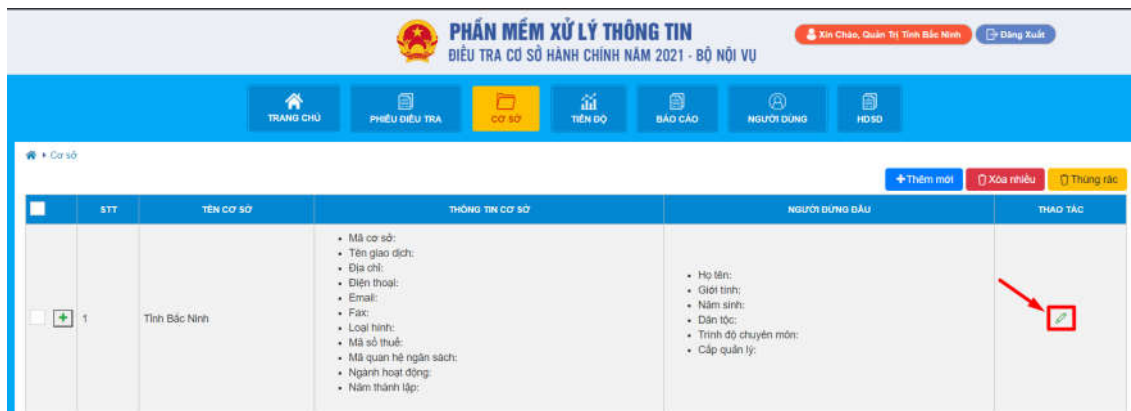 PHẦN MỀM XỬ LÝ THÔNG TIN
ĐIỀU TRA CƠ SỞ HÀNH CHÍNH NĂM 2021 - BỘ NỘI VỤ
Xin Chào, Quản Trị Tỉnh Bắc Ninh
Đăng Xuất
TRANG CHỦ
PHIẾU ĐIỀU TRA
CƠ SỞ
TIẾN ĐỘ
BÁO CÁO
NGƯỜI DÙNG
HDSD
Cơ sở
+Thêm mới
Xóa nhiều
Thùng rác
STT
TÊN CƠ SỞ
THÔNG TIN CƠ SỞ
NGƯỜI ĐỨNG ĐẦU
THAO TÁC
1
Tỉnh Bắc Ninh
• Mã cơ sở:
• Tên giao dịch:
• Địa chỉ:
• Điện thoại:
• Email:
• Fax:
• Loại hình:
• Mã số thuế:
• Mã quan hệ ngân sách:
• Ngành hoạt động:
• Năm thành lập:
• Họ tên:
• Giới tính:
• Năm sinh:
• Dân tộc:
• Trình độ chuyên môn:
• Cấp quản lý: